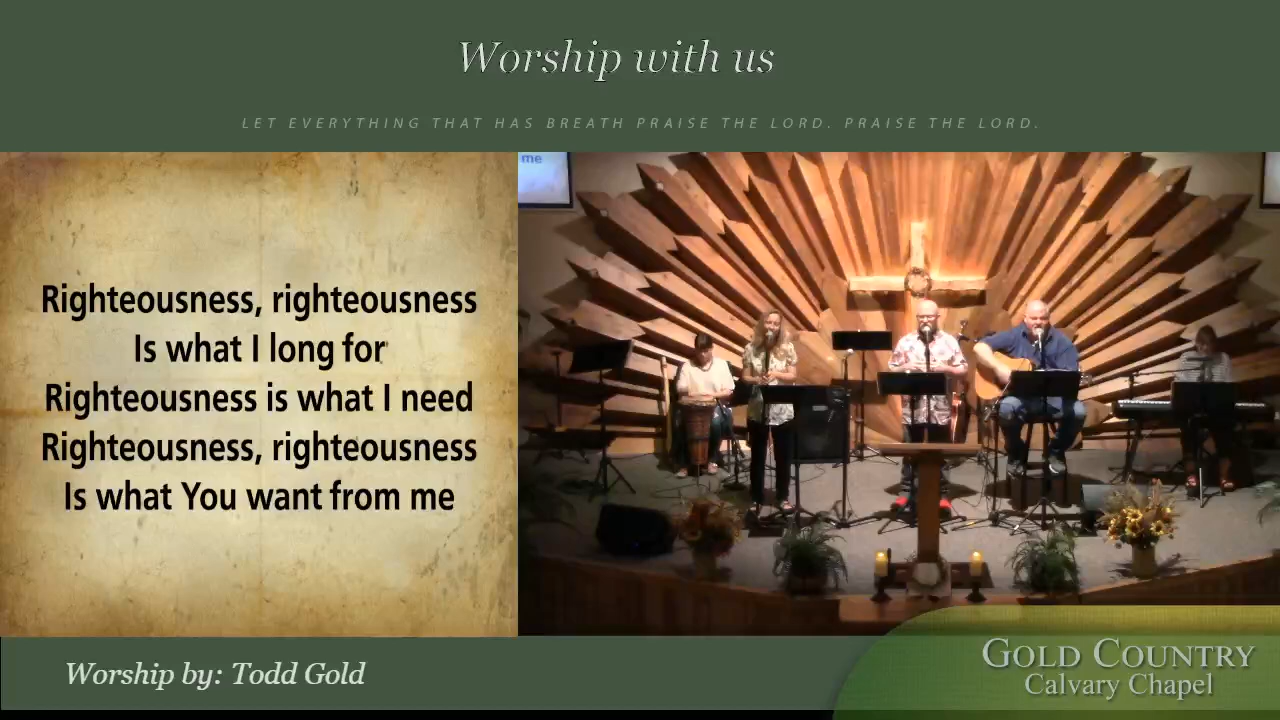 Worship with us
LET EVERYTHING THAT HAS BREATH PRAISE THE LORD. PRAISE THE LORD.
me
Righteousness, righteousness
Is what I long for
Righteousness is what I need
Righteousness, righteousness
Is what You want from me
Worship by: Todd Gold
GOLD COUNTRY
Calvary Chapel